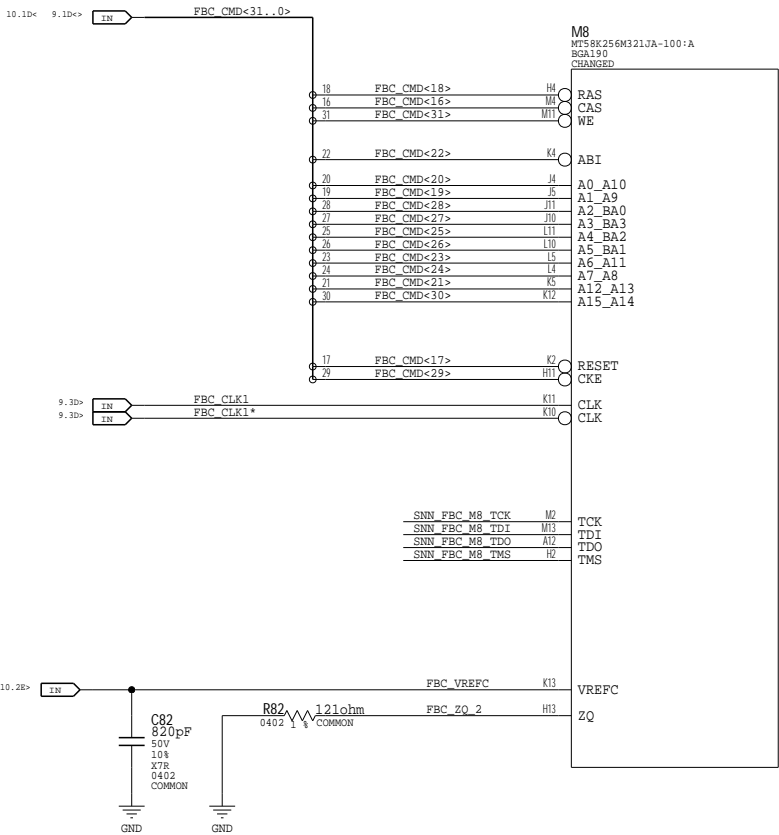 10.1D< 9.1D<> IN FBC_CMD<31..0>
M8
MT58K256M321JA-100:A
BGA190
CHANGED
18 FBC_CMD<18> H4 RAS
16 FBC_CMD<16> M4 CAS
31 FBC_CMD<31> M11 WE
22 FBC_CMD<22> K4 ABI
20 FBC_CMD<20> J4 A0_A10
19 FBC_CMD<19> J5 A1_A9
28 FBC_CMD<28> J11 A2_BA0
27 FBC_CMD<27> J10 A3_BA3
25 FBC_CMD<25> L11 A4_BA2
26 FBC_CMD<26> L10 A5_BA1
23 FBC_CMD<23> L5 A6_A11
24 FBC_CMD<24> L4 A7_A8
21 FBC_CMD<21> K5 A12_A13
30 FBC_CMD<30> K12 A15_A14
17 FBC_CMD<17> K2 RESET
29 FBC_CMD<29> H11 CKE
9.3D> IN FBC_CLK1 K11 CLK
9.3D> IN FBC_CLK1* K10 CLK
SNN_FBC_M8_TCK M2 TCK
SNN_FBC_M8_TDI M13 TDI
SNN_FBC_M8_TDO A12 TDO
SNN_FBC_M8_TMS H2 TMS
10.2E> IN FBC_VREFC K13 VREFC
R82 121ohm FBC_ZQ_2 H13 ZQ
0402 1 % COMMON
C82
820pF
50V
10%
X7R
0402
COMMON
GND GND